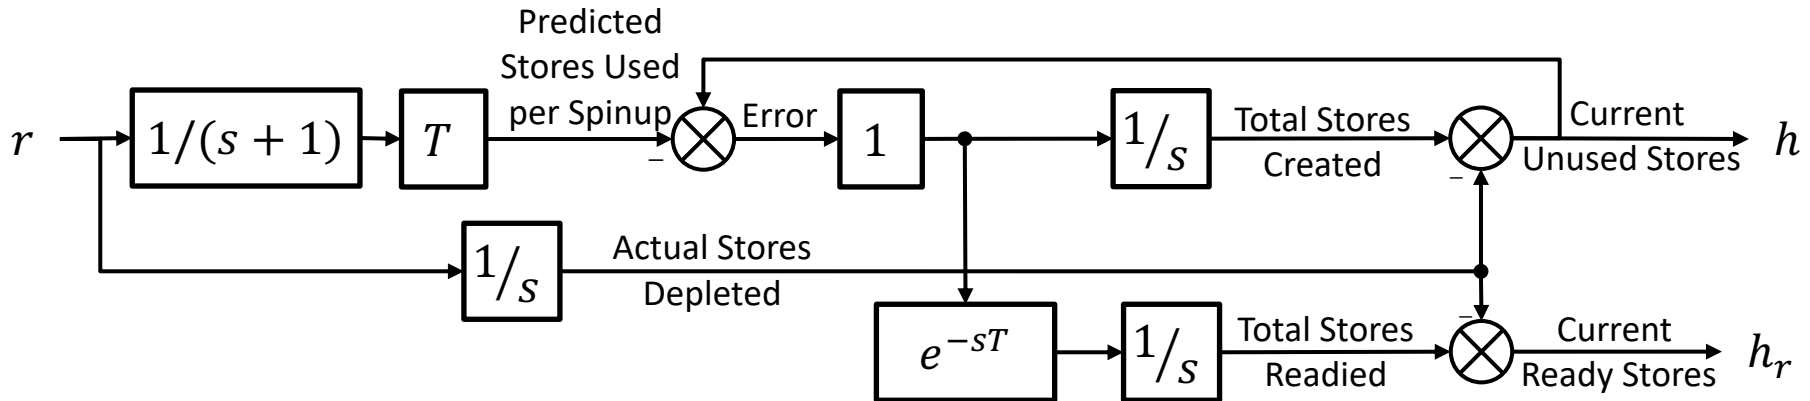 Predicted
Stores Used
per Spinup
r
1/(s + 1)
T
−
Error
1
1/s
Total Stores
Created
−
Current
Unused Stores
h
1/s
Actual Stores
Depleted
e^{−sT}
1/s
Total Stores
Readied
−
Current
Ready Stores
h_r